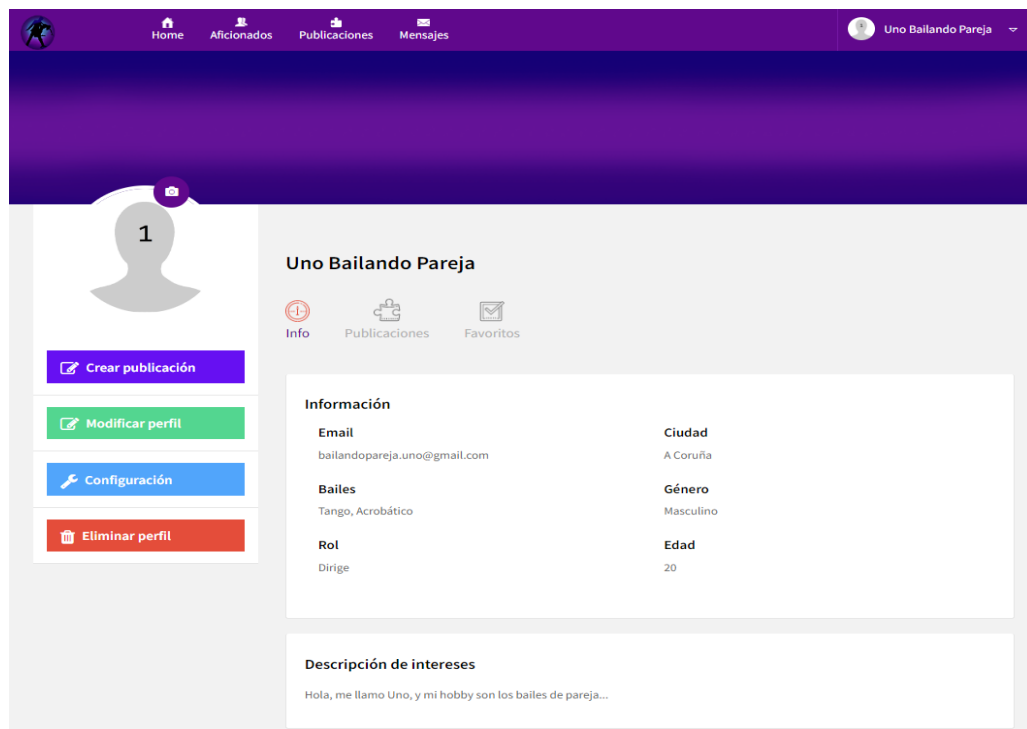 Home Aficionados Publicaciones Mensajes Uno Bailando Pareja
1
Uno Bailando Pareja
Info Publicaciones Favoritos
Crear publicación
Modificar perfil
Configuración
Eliminar perfil
Información
Email Ciudad
bailandopareja.uno@gmail.com A Coruña
Bailes Género
Tango, Acrobático Masculino
Rol Edad
Dirige 20
Descripción de intereses
Hola, me llamo Uno, y mi hobby son los bailes de pareja...